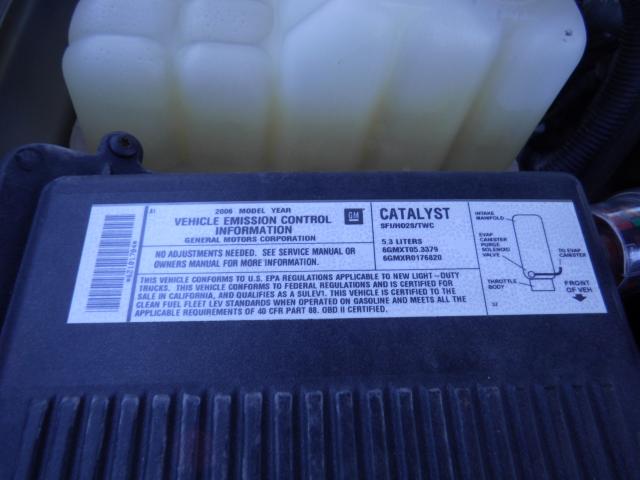 2006 MODEL YEAR
VEHICLE EMISSION CONTROL
INFORMATION
GENERAL MOTORS CORPORATION
GM
NO ADJUSTMENTS NEEDED. SEE SERVICE MANUAL OR
OWNERS MANUAL FOR MORE INFORMATION.
CATALYST
SFI/HO2S/TWC
5.3 LITERS
6GMXT05.3379
6GMXR0176820
THIS VEHICLE CONFORMS TO U.S. EPA REGULATIONS APPLICABLE TO NEW LIGHT-DUTY
TRUCKS. THIS VEHICLE CONFORMS TO FEDERAL REGULATIONS AND IS CERTIFIED FOR
SALE IN CALIFORNIA, AND QUALIFIES AS A SULEV1. THIS VEHICLE IS CERTIFIED TO THE
CLEAN FUEL FLEET LEV STANDARDS WHEN OPERATED ON GASOLINE AND MEETS ALL THE
APPLICABLE REQUIREMENTS OF 40 CFR PART 88. OBD II CERTIFIED.
INTAKE
MANIFOLD
EVAP
CANISTER
PURGE
SOLENOID
VALVE
TO EVAP
CANISTER
THROTTLE
BODY
FRONT
OF VEH